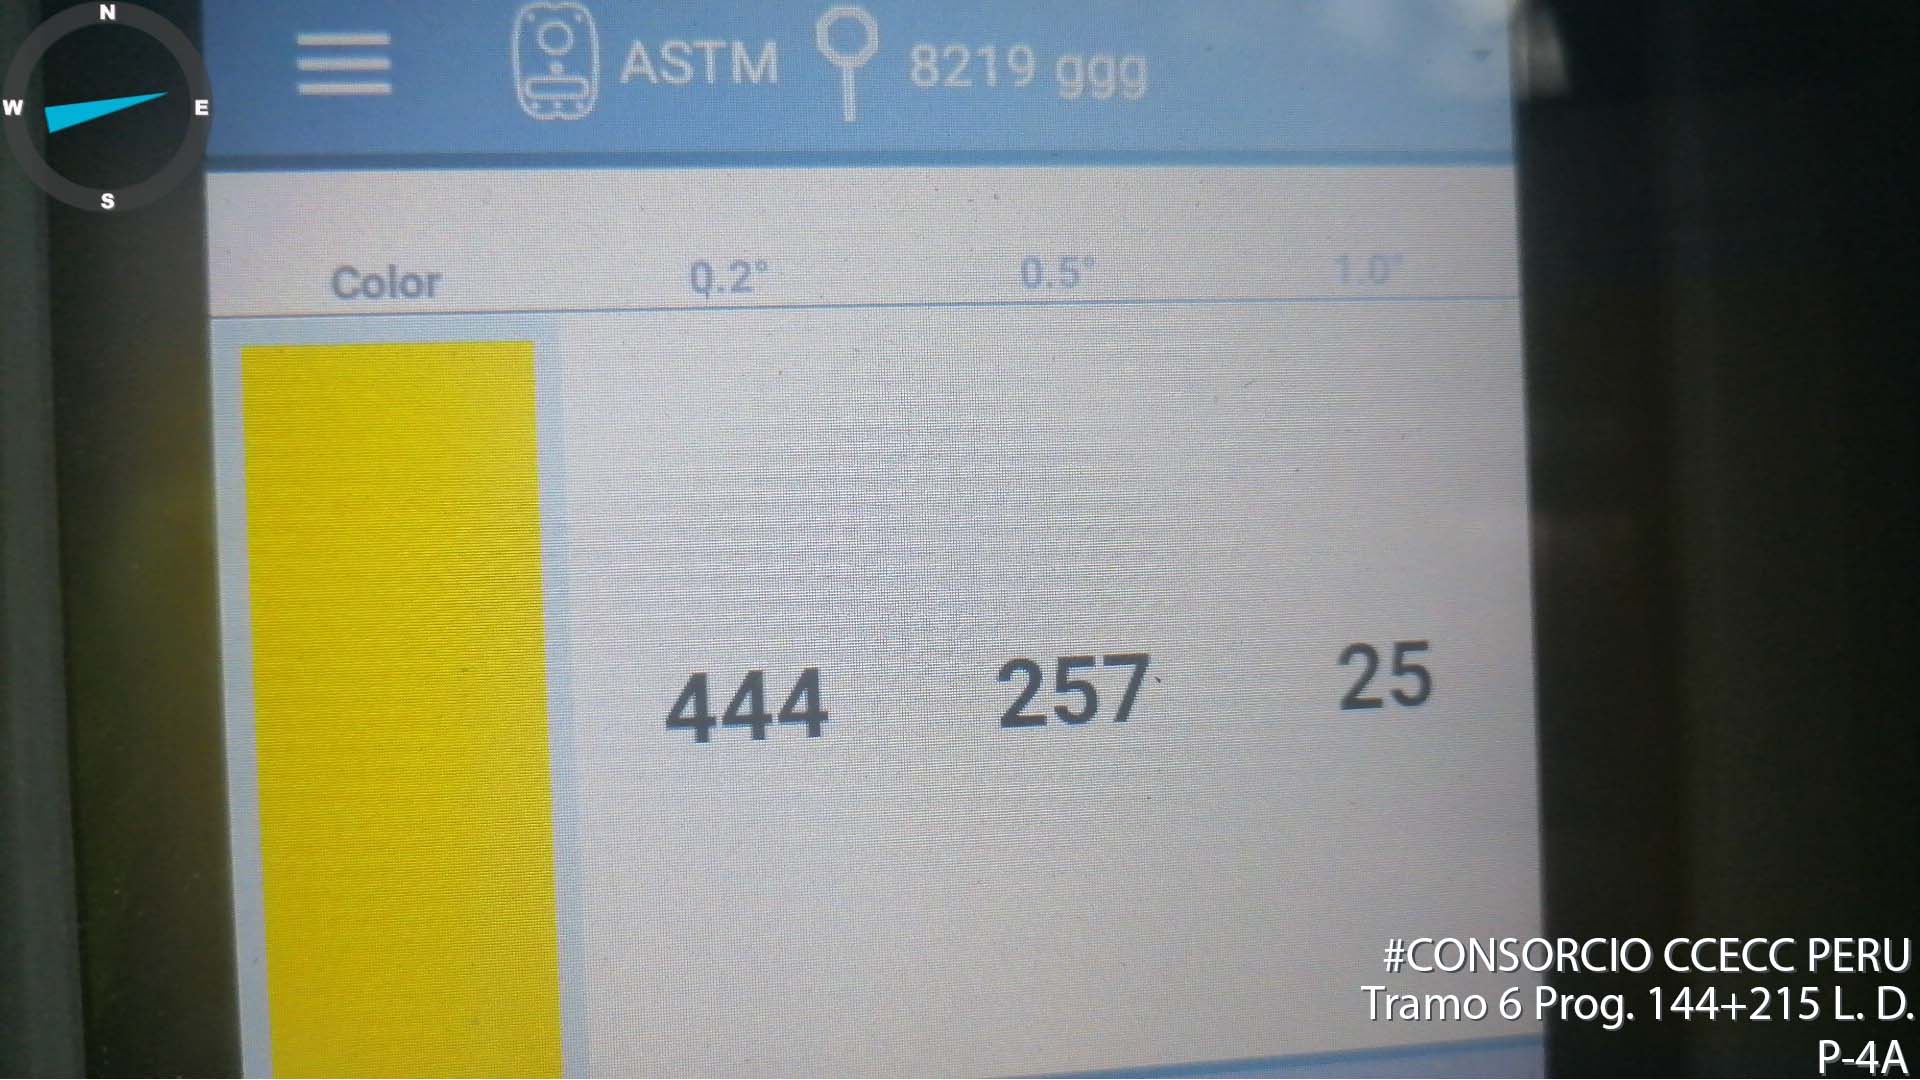 N
W
E
S
ASTM 8219 ggg
Color 0.2° 0.5° 1.0°
444 257 25
#CONSORCIO CCECC PERU
Tramo 6 Prog. 144+215 L. D.
P-4A